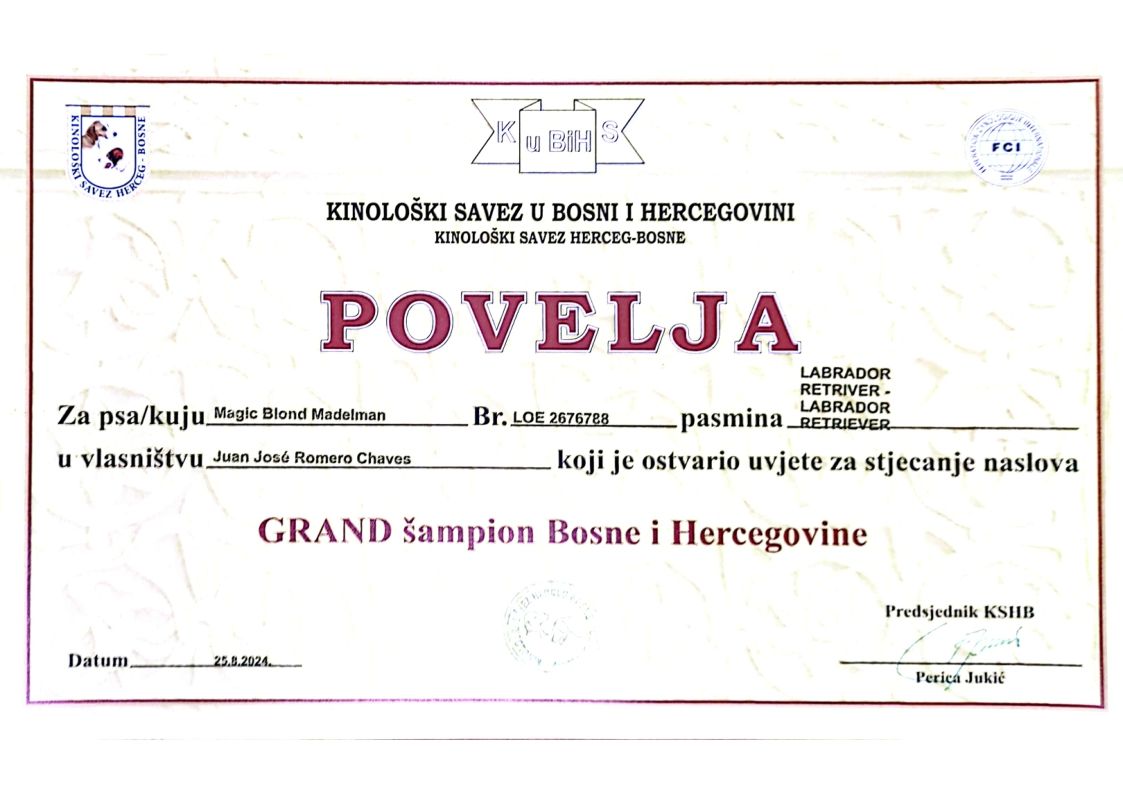 KINOLOŠKI SAVEZ HERCEG-BOSNE
K u BiH S
FCI
KINOLOŠKI SAVEZ U BOSNI I HERCEGOVINI
KINOLOŠKI SAVEZ HERCEG-BOSNE
POVELJA
Za psa/kuju Magic Blond Madelman Br. LOE 2676788 pasmina LABRADOR RETRIVER - LABRADOR RETRIEVER
u vlasništvu Juan José Romero Chaves koji je ostvario uvjete za stjecanje naslova
GRAND šampion Bosne i Hercegovine
Predsjednik KSHB
Datum 25.8.2024.
Perica Jukić